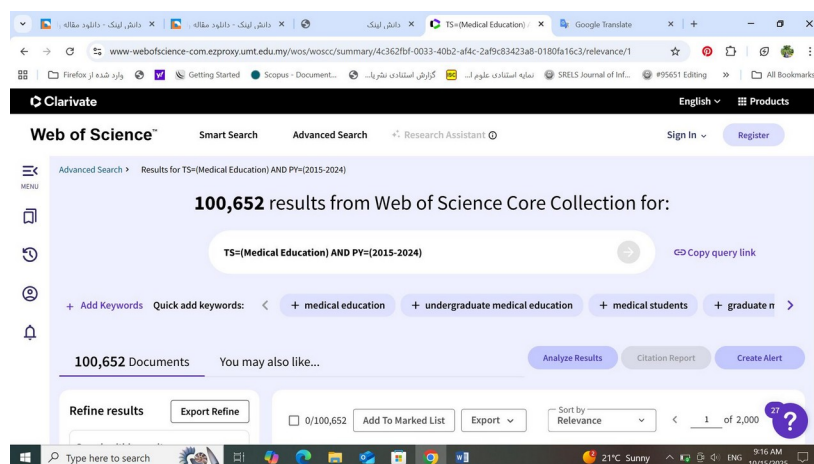 دانش لینک - دانلود مقاله
دانش لینک - دانلود مقاله
دانش لینک
TS=(Medical Education)
Google Translate
www-webofscience-com.ezproxy.umt.edu.my/wos/woscc/summary/4c362fbf-0033-40b2-af4c-2af9c83423a8-0180fa16c3/relevance/1
وارد شده از Firefox
Getting Started
Scopus - Document...
گزارش استنادی نشریا...
نمایه استنادی علوم ا...
SRELS Journal of Inf...
#95651 Editing
»
All Bookmarks
Clarivate
English
Products
Web of Science™
Smart Search
Advanced Search
Research Assistant
Sign In
Register
MENU
Advanced Search > Results for TS=(Medical Education) AND PY=(2015-2024)
100,652 results from Web of Science Core Collection for:
TS=(Medical Education) AND PY=(2015-2024)
Copy query link
+ Add Keywords
Quick add keywords:
+ medical education
+ undergraduate medical education
+ medical students
+ graduate
100,652 Documents
You may also like...
Analyze Results
Citation Report
Create Alert
Refine results
Export Refine
0/100,652
Add To Marked List
Export
Sort by
Relevance
1 of 2,000
27
?
Type here to search
21°C Sunny
ENG
9:16 AM
10/15/2025